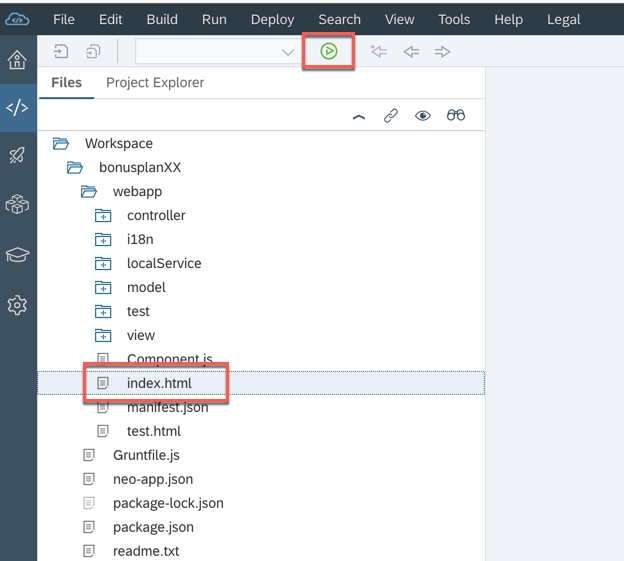 File Edit Build Run Deploy Search View Tools Help Legal
Files Project Explorer
Workspace
bonusplanXX
webapp
controller
i18n
localService
model
test
view
Component.js
index.html
manifest.json
test.html
Gruntfile.js
neo-app.json
package-lock.json
package.json
readme.txt